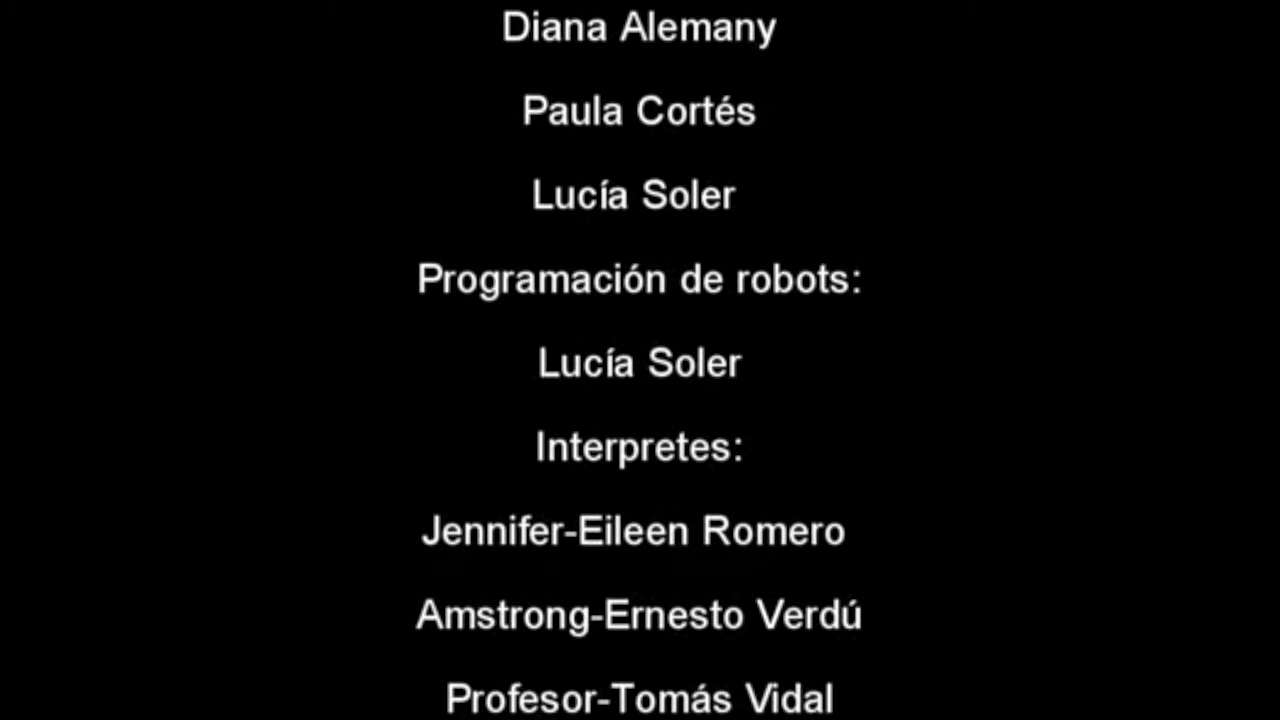 Diana Alemany
Paula Cortés
Lucía Soler
Programación de robots:
Lucía Soler
Interpretes:
Jennifer-Eileen Romero
Amstrong-Ernesto Verdú
Profesor-Tomás Vidal